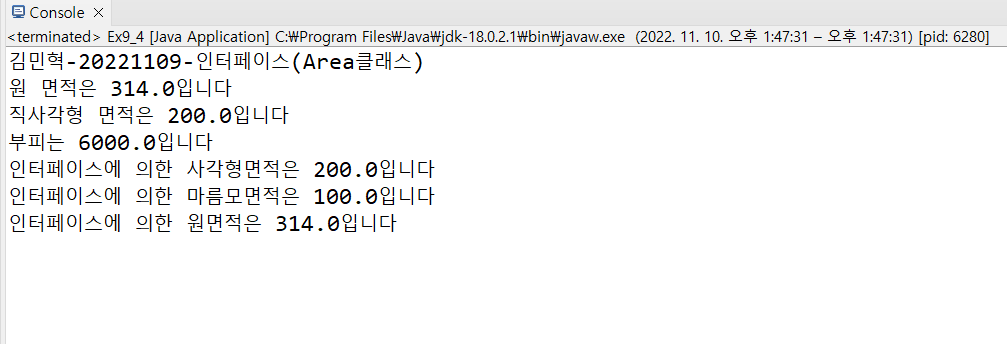 Console
<terminated> Ex9_4 [Java Application] C:₩Program Files₩Java₩jdk-18.0.2.1₩bin₩javaw.exe (2022. 11. 10. 오후 1:47:31 – 오후 1:47:31) [pid: 6280]
김민혁-20221109-인터페이스(Area클래스)
원 면적은 314.0입니다
직사각형 면적은 200.0입니다
부피는 6000.0입니다
인터페이스에 의한 사각형면적은 200.0입니다
인터페이스에 의한 마름모면적은 100.0입니다
인터페이스에 의한 원면적은 314.0입니다